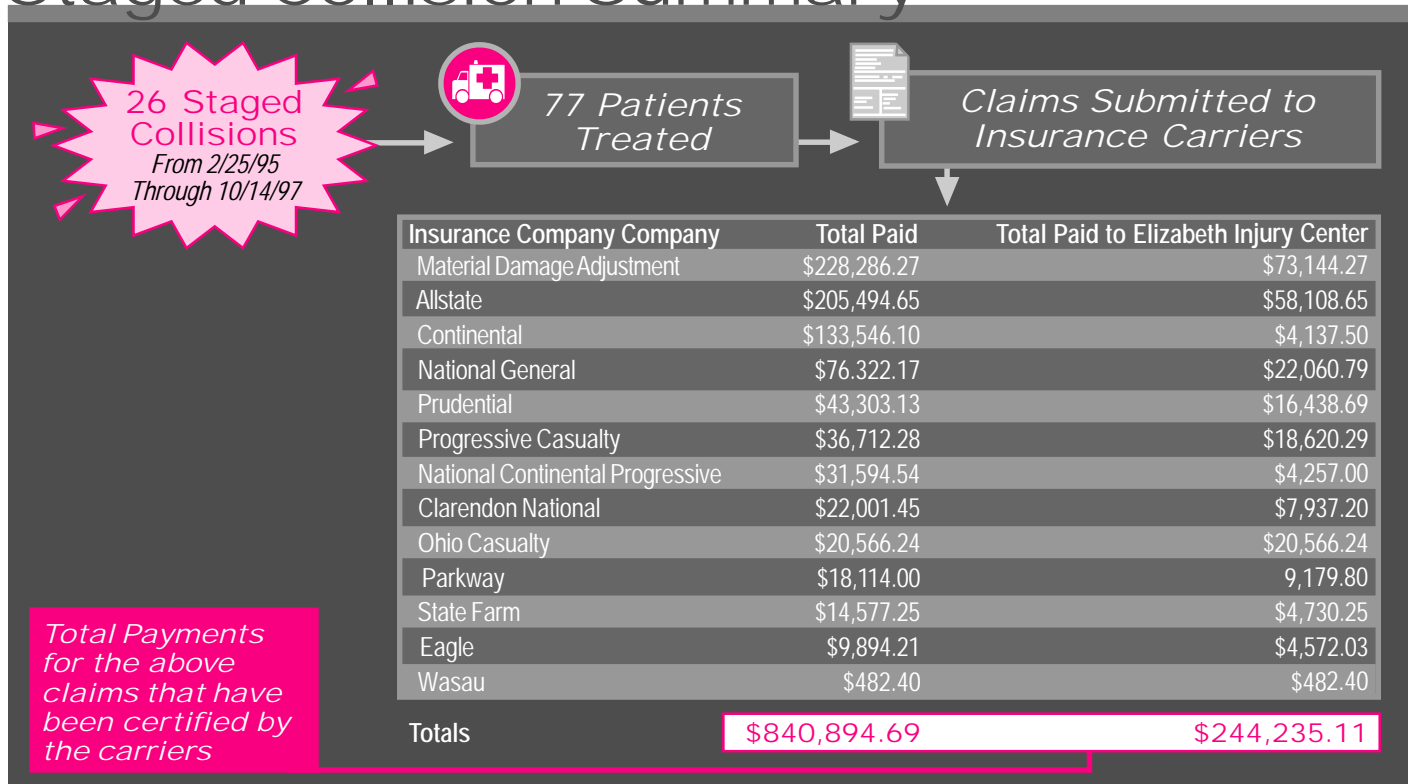 Staged Collision Summary
26 Staged
Collisions
From 2/25/95
Through 10/14/97
77 Patients
Treated
Claims Submitted to
Insurance Carriers
Insurance Company Company Total Paid Total Paid to Elizabeth Injury Center
Material Damage Adjustment $228,286.27 $73,144.27
Allstate $205,494.65 $58,108.65
Continental $133,546.10 $4,137.50
National General $76.322.17 $22,060.79
Prudential $43,303.13 $16,438.69
Progressive Casualty $36,712.28 $18,620.29
National Continental Progressive $31,594.54 $4,257.00
Clarendon National $22,001.45 $7,937.20
Ohio Casualty $20,566.24 $20,566.24
Parkway $18,114.00 9,179.80
State Farm $14,577.25 $4,730.25
Eagle $9,894.21 $4,572.03
Wasau $482.40 $482.40
Totals $840,894.69 $244,235.11
Total Payments
for the above
claims that have
been certified by
the carriers